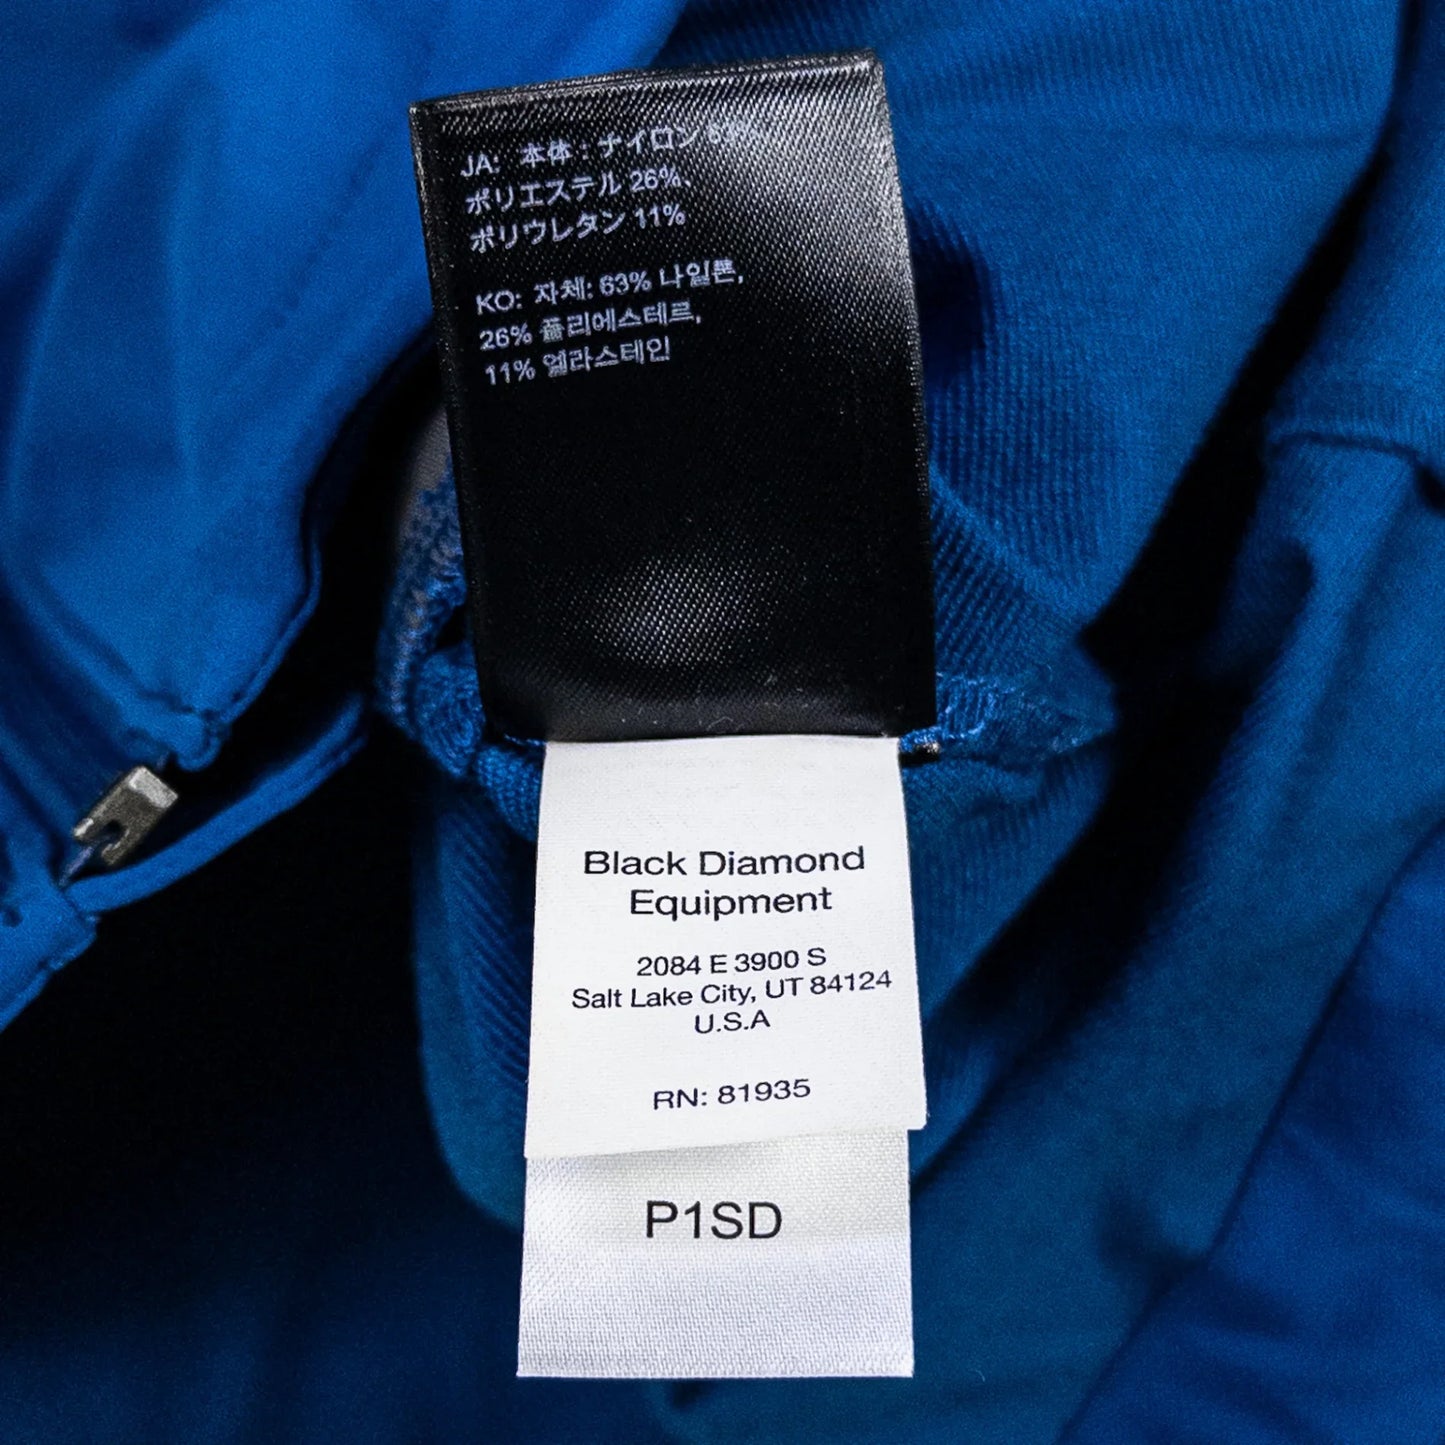 JA: 本体：ナイロン
ポリエステル 26%、
ポリウレタン 11%
KO: 자체: 63% 나일론,
26% 폴리에스테르,
11% 엘라스테인
Black Diamond
Equipment
2084 E 3900 S
Salt Lake City, UT 84124
U.S.A
RN: 81935
P1SD